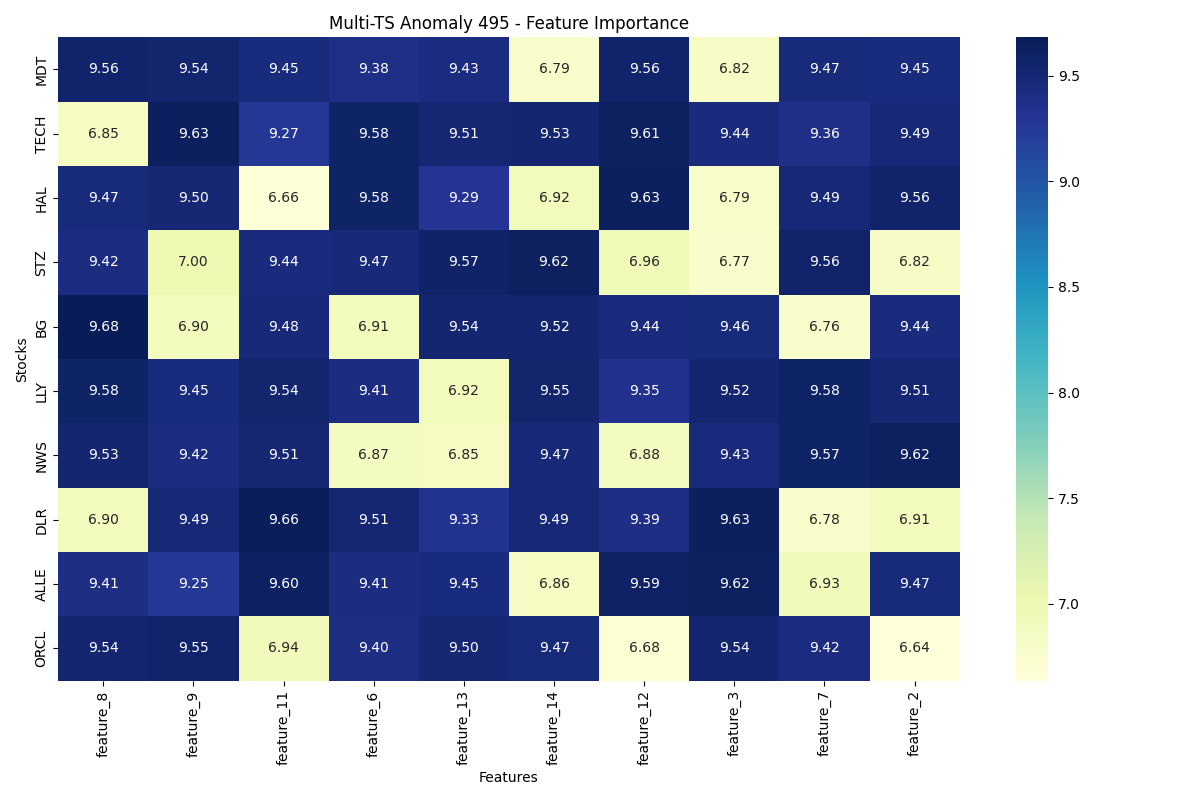 Multi-TS Anomaly 495 - Feature Importance
Stocks
MDT 9.56 9.54 9.45 9.38 9.43 6.79 9.56 6.82 9.47 9.45
TECH 6.85 9.63 9.27 9.58 9.51 9.53 9.61 9.44 9.36 9.49
HAL 9.47 9.50 6.66 9.58 9.29 6.92 9.63 6.79 9.49 9.56
STZ 9.42 7.00 9.44 9.47 9.57 9.62 6.96 6.77 9.56 6.82
BG 9.68 6.90 9.48 6.91 9.54 9.52 9.44 9.46 6.76 9.44
LLY 9.58 9.45 9.54 9.41 6.92 9.55 9.35 9.52 9.58 9.51
NWS 9.53 9.42 9.51 6.87 6.85 9.47 6.88 9.43 9.57 9.62
DLR 6.90 9.49 9.66 9.51 9.33 9.49 9.39 9.63 6.78 6.91
ALLE 9.41 9.25 9.60 9.41 9.45 6.86 9.59 9.62 6.93 9.47
ORCL 9.54 9.55 6.94 9.40 9.50 9.47 6.68 9.54 9.42 6.64
feature_8 feature_9 feature_11 feature_6 feature_13 feature_14 feature_12 feature_3 feature_7 feature_2
Features
9.5
9.0
8.5
8.0
7.5
7.0